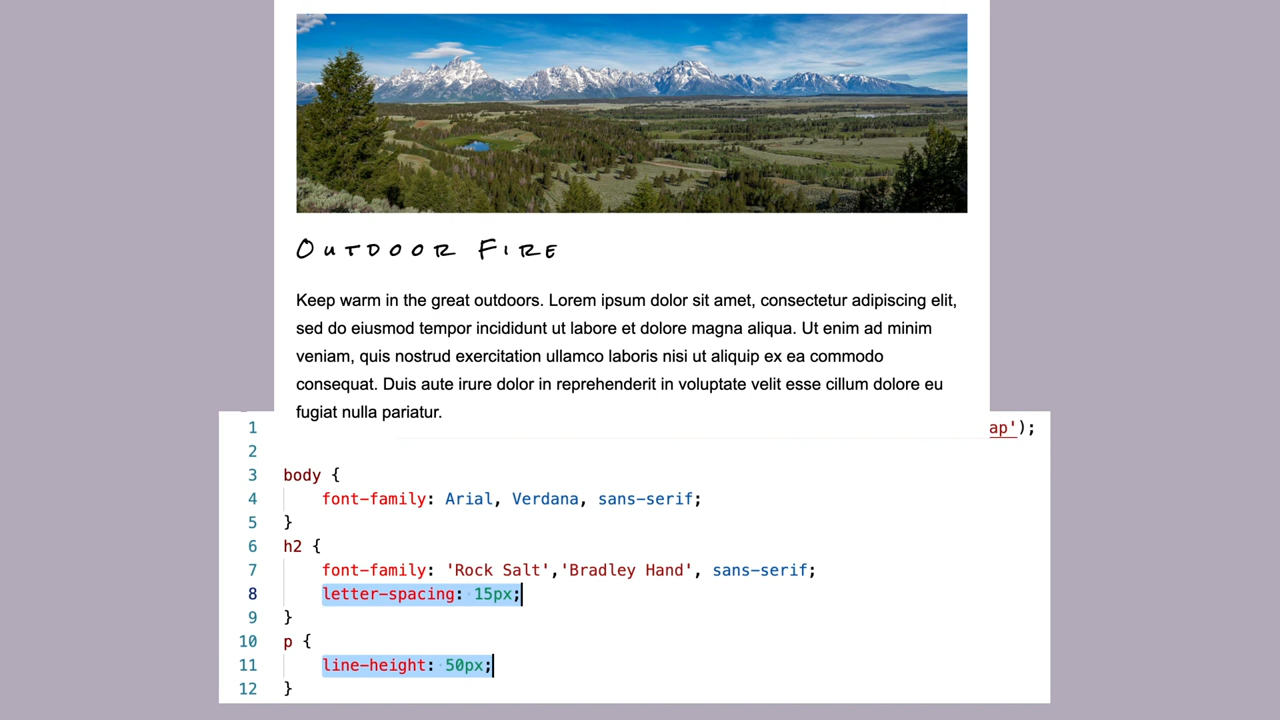 Outdoor Fire
Keep warm in the great outdoors. Lorem ipsum dolor sit amet, consectetur adipiscing elit,
sed do eiusmod tempor incididunt ut labore et dolore magna aliqua. Ut enim ad minim
veniam, quis nostrud exercitation ullamco laboris nisi ut aliquip ex ea commodo
consequat. Duis aute irure dolor in reprehenderit in voluptate velit esse cillum dolore eu
fugiat nulla pariatur.
1 ap');
2
3 body {
4 font-family: Arial, Verdana, sans-serif;
5 }
6 h2 {
7 font-family: 'Rock Salt','Bradley Hand', sans-serif;
8 letter-spacing: 15px;
9 }
10 p {
11 line-height: 50px;
12 }